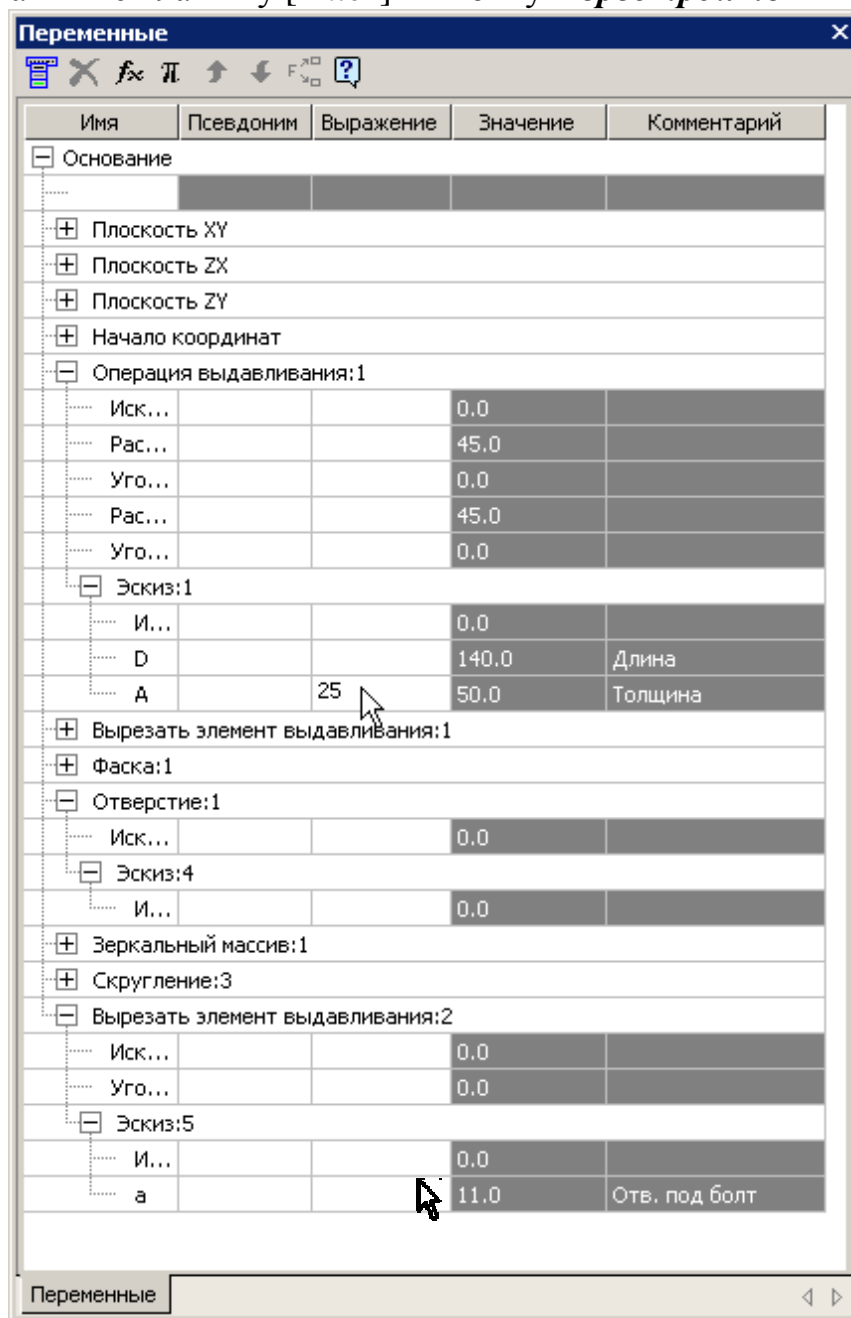 Переменные
fx π F
Имя Псевдоним Выражение Значение Комментарий
Основание
Плоскость XY
Плоскость ZX
Плоскость ZY
Начало координат
Операция выдавливания:1
Иск... 0.0
Рас... 45.0
Уго... 0.0
Рас... 45.0
Уго... 0.0
Эскиз:1
И... 0.0
D 140.0 Длина
A 25 50.0 Толщина
Вырезать элемент выдавливания:1
Фаска:1
Отверстие:1
Иск... 0.0
Эскиз:4
И... 0.0
Зеркальный массив:1
Скругление:3
Вырезать элемент выдавливания:2
Иск... 0.0
Уго... 0.0
Эскиз:5
И... 0.0
a 11.0 Отв. под болт
Переменные